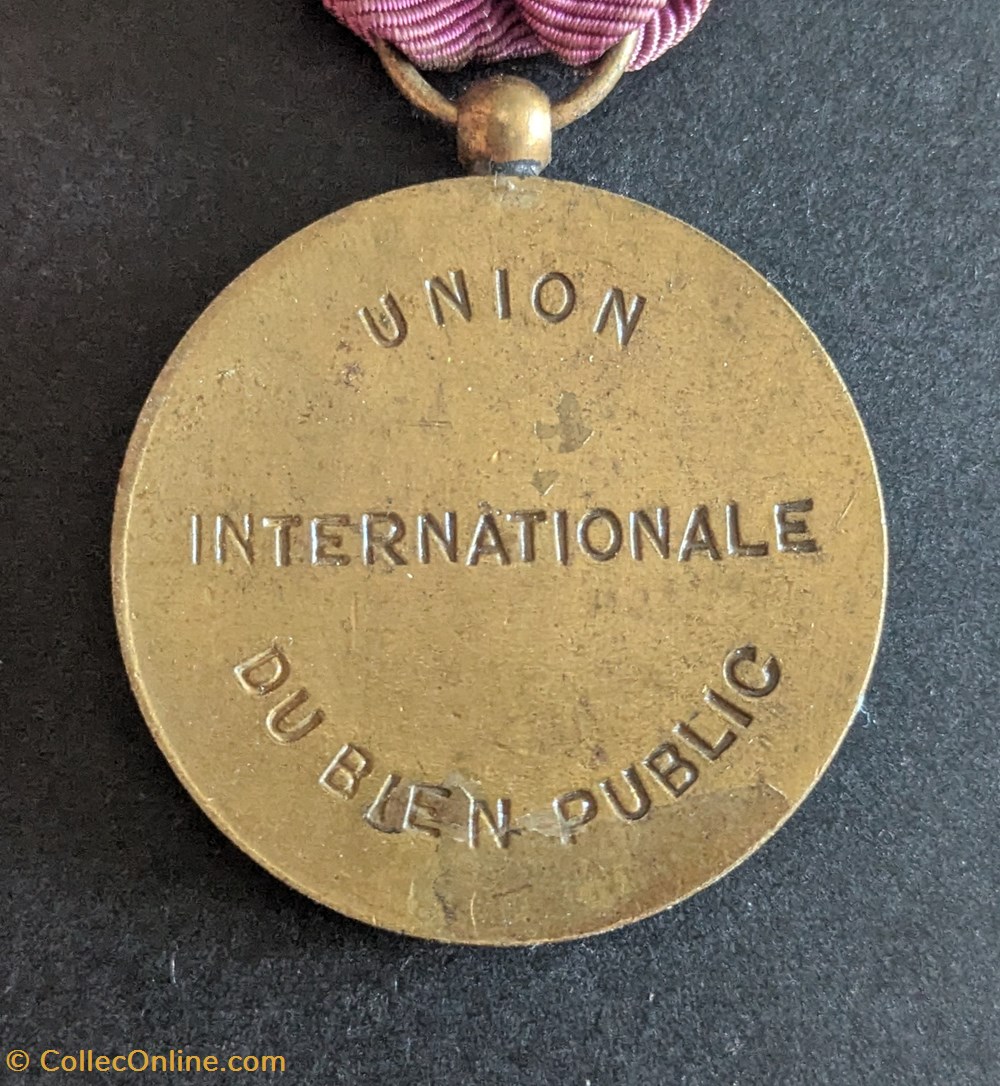 UNION
INTERNATIONALE
DU BIEN PUBLIC
© CollecOnline.com